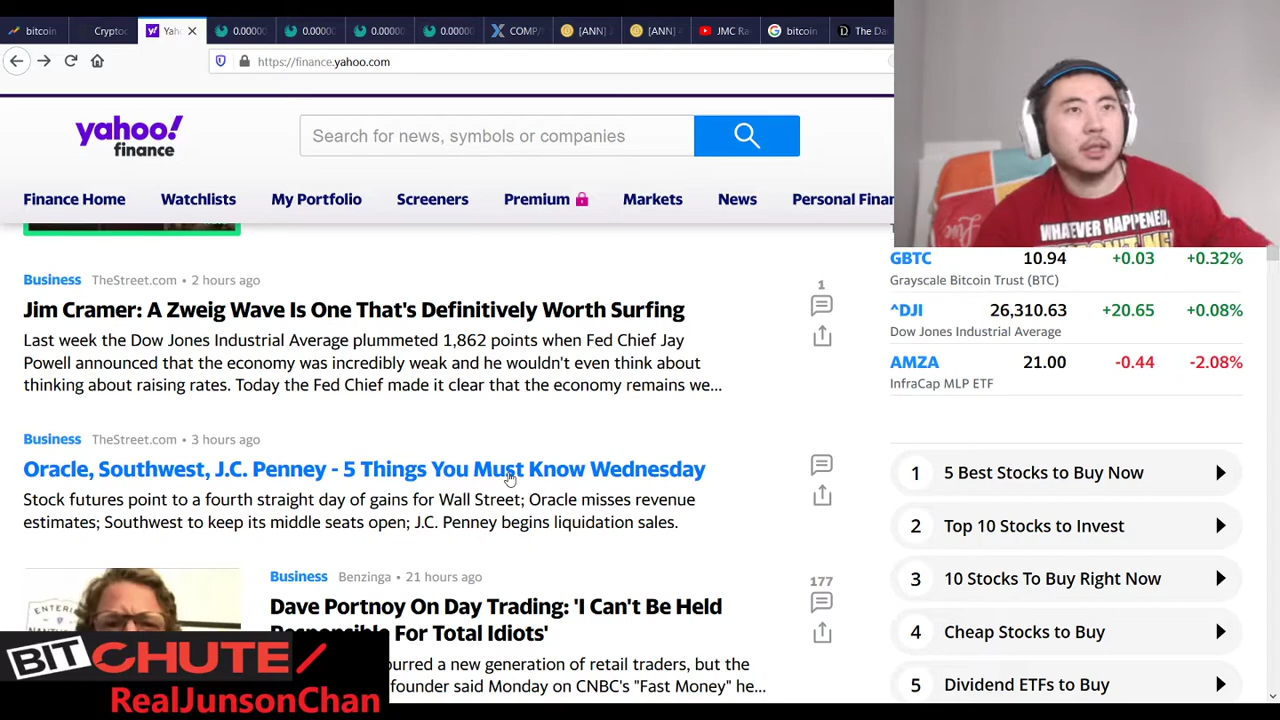 bitcoin
Cryptoc
Yah
0.00000
0.00000
0.00000
0.00000
COMP/
[ANN]
[ANN]
JMC Ra
bitcoin
The Da
https://finance.yahoo.com
yahoo!
finance
Search for news, symbols or companies
Finance Home
Watchlists
My Portfolio
Screeners
Premium
Markets
News
Personal Finan
WHATEVER HAPPENED,
GBTC 10.94 +0.03 +0.32%
Grayscale Bitcoin Trust (BTC)
^DJI 26,310.63 +20.65 +0.08%
Dow Jones Industrial Average
AMZA 21.00 -0.44 -2.08%
InfraCap MLP ETF
Business TheStreet.com • 2 hours ago
1
Jim Cramer: A Zweig Wave Is One That's Definitively Worth Surfing
Last week the Dow Jones Industrial Average plummeted 1,862 points when Fed Chief Jay
Powell announced that the economy was incredibly weak and he wouldn't even think about
thinking about raising rates. Today the Fed Chief made it clear that the economy remains we...
Business TheStreet.com • 3 hours ago
Oracle, Southwest, J.C. Penney - 5 Things You Must Know Wednesday
Stock futures point to a fourth straight day of gains for Wall Street; Oracle misses revenue
estimates; Southwest to keep its middle seats open; J.C. Penney begins liquidation sales.
Business Benzinga • 21 hours ago
177
Dave Portnoy On Day Trading: 'I Can't Be Held
Responsible For Total Idiots'
urred a new generation of retail traders, but the
founder said Monday on CNBC's "Fast Money" he...
1 5 Best Stocks to Buy Now
2 Top 10 Stocks to Invest
3 10 Stocks To Buy Right Now
4 Cheap Stocks to Buy
5 Dividend ETFs to Buy
ENTERI
BITCHUTE
RealJunsonChan